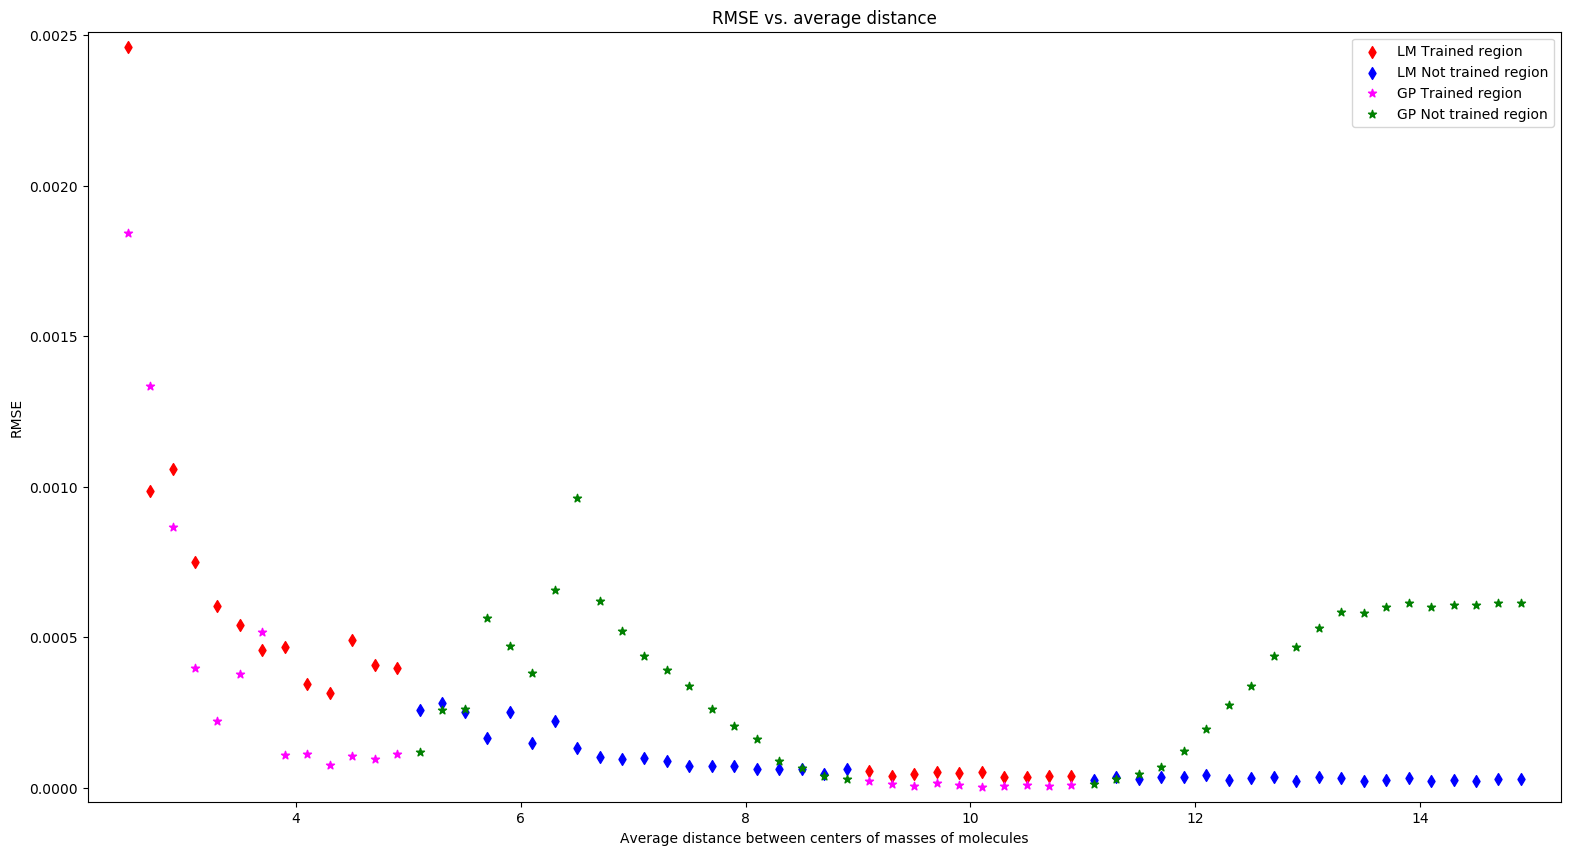 RMSE vs. average distance
LM Trained region
LM Not trained region
GP Trained region
GP Not trained region
RMSE
0.0025
0.0020
0.0015
0.0010
0.0005
0.0000
4
6
8
10
12
14
Average distance between centers of masses of molecules